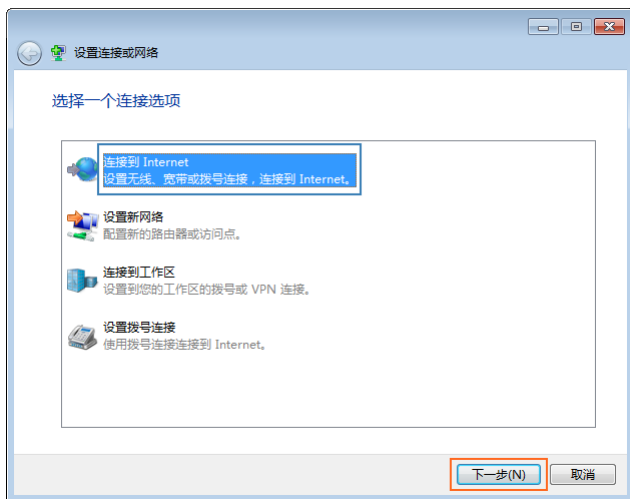 设置连接或网络
选择一个连接选项
连接到 Internet
设置无线、宽带或拨号连接，连接到 Internet。
设置新网络
配置新的路由器或访问点。
连接到工作区
设置到您的工作区的拨号或 VPN 连接。
设置拨号连接
使用拨号连接连接到 Internet。
下一步(N) 取消